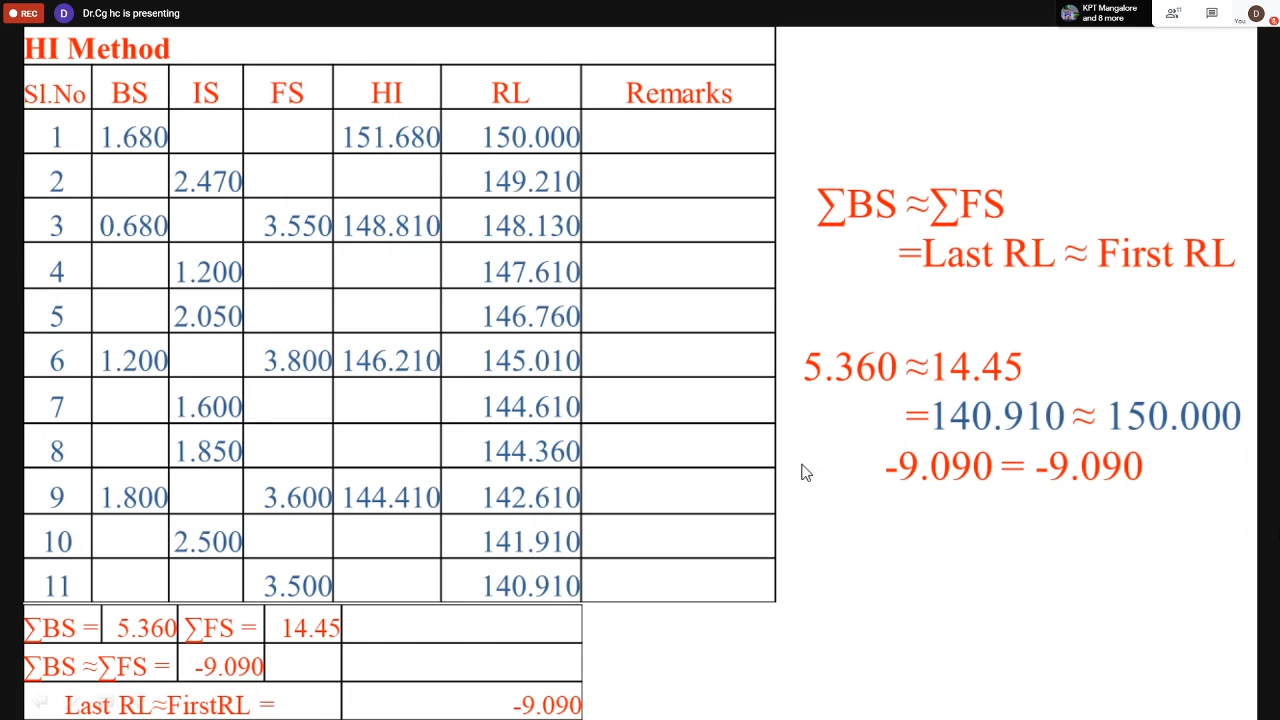 REC D Dr.Cg hc is presenting
KPT Mangalore
and 8 more
11
You
D
HI Method
Sl.No BS IS FS HI RL Remarks
1 1.680 151.680 150.000
2 2.470 149.210
3 0.680 3.550 148.810 148.130
4 1.200 147.610
5 2.050 146.760
6 1.200 3.800 146.210 145.010
7 1.600 144.610
8 1.850 144.360
9 1.800 3.600 144.410 142.610
10 2.500 141.910
11 3.500 140.910
∑BS = 5.360 ∑FS = 14.45
∑BS ≈∑FS = -9.090
Last RL≈FirstRL = -9.090
∑BS ≈∑FS
=Last RL ≈ First RL
5.360 ≈14.45
=140.910 ≈ 150.000
-9.090 = -9.090